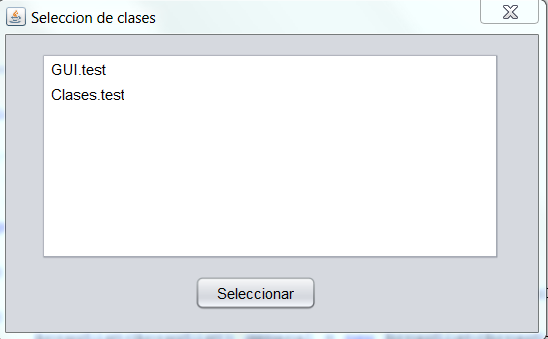 Seleccion de clases
GUI.test
Clases.test
Seleccionar